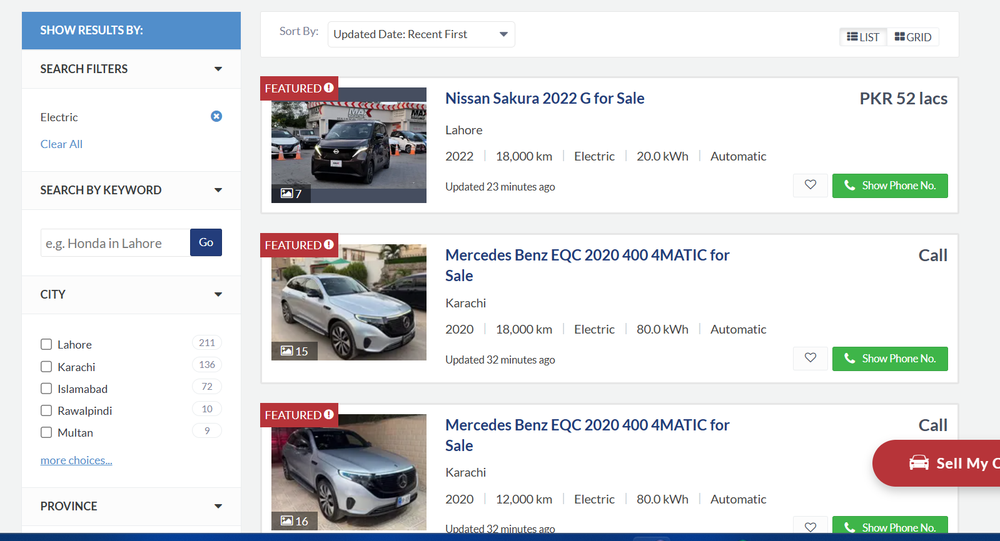 SHOW RESULTS BY:
SEARCH FILTERS
Electric
Clear All
SEARCH BY KEYWORD
e.g. Honda in Lahore
Go
CITY
Lahore 211
Karachi 136
Islamabad 72
Rawalpindi 10
Multan 9
more choices...
PROVINCE
Sort By: Updated Date: Recent First
LIST GRID
FEATURED
MAX
MAX
7
Nissan Sakura 2022 G for Sale
PKR 52 lacs
Lahore
2022 | 18,000 km | Electric | 20.0 kWh | Automatic
Updated 23 minutes ago
Show Phone No.
FEATURED
15
Mercedes Benz EQC 2020 400 4MATIC for
Sale
Call
Karachi
2020 | 18,000 km | Electric | 80.0 kWh | Automatic
Updated 32 minutes ago
Show Phone No.
FEATURED
16
Mercedes Benz EQC 2020 400 4MATIC for
Sale
Call
Karachi
2020 | 12,000 km | Electric | 80.0 kWh | Automatic
Updated 32 minutes ago
Show Phone No.
Sell My C